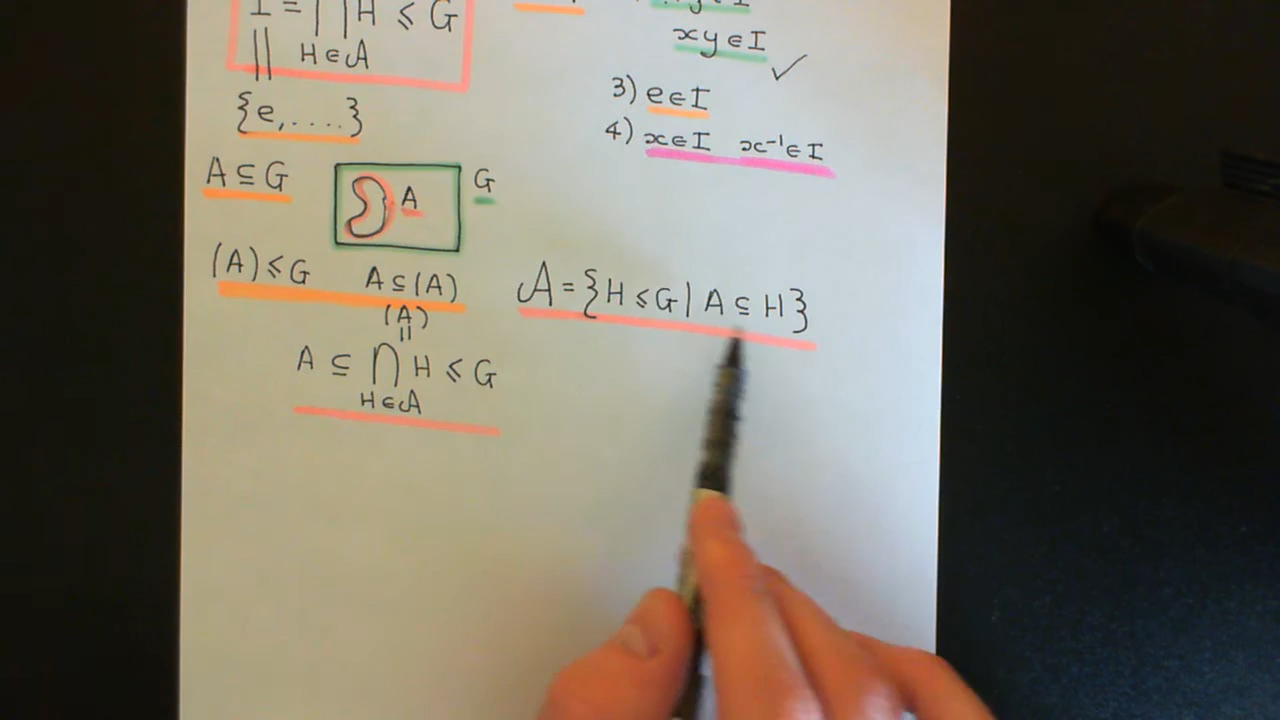 I = ⋂ H ⩽ G
H ∈ 𝒜
||
{e, ....}
xy ∈ I ✓
3) e ∈ I
4) x ∈ I x⁻¹ ∈ I
A ⊆ G
A
G
(A) ⩽ G A ⊆ (A)
𝒜 = {H ⩽ G | A ⊆ H}
(A)
||
A ⊆ ⋂ H ⩽ G
H ∈ 𝒜